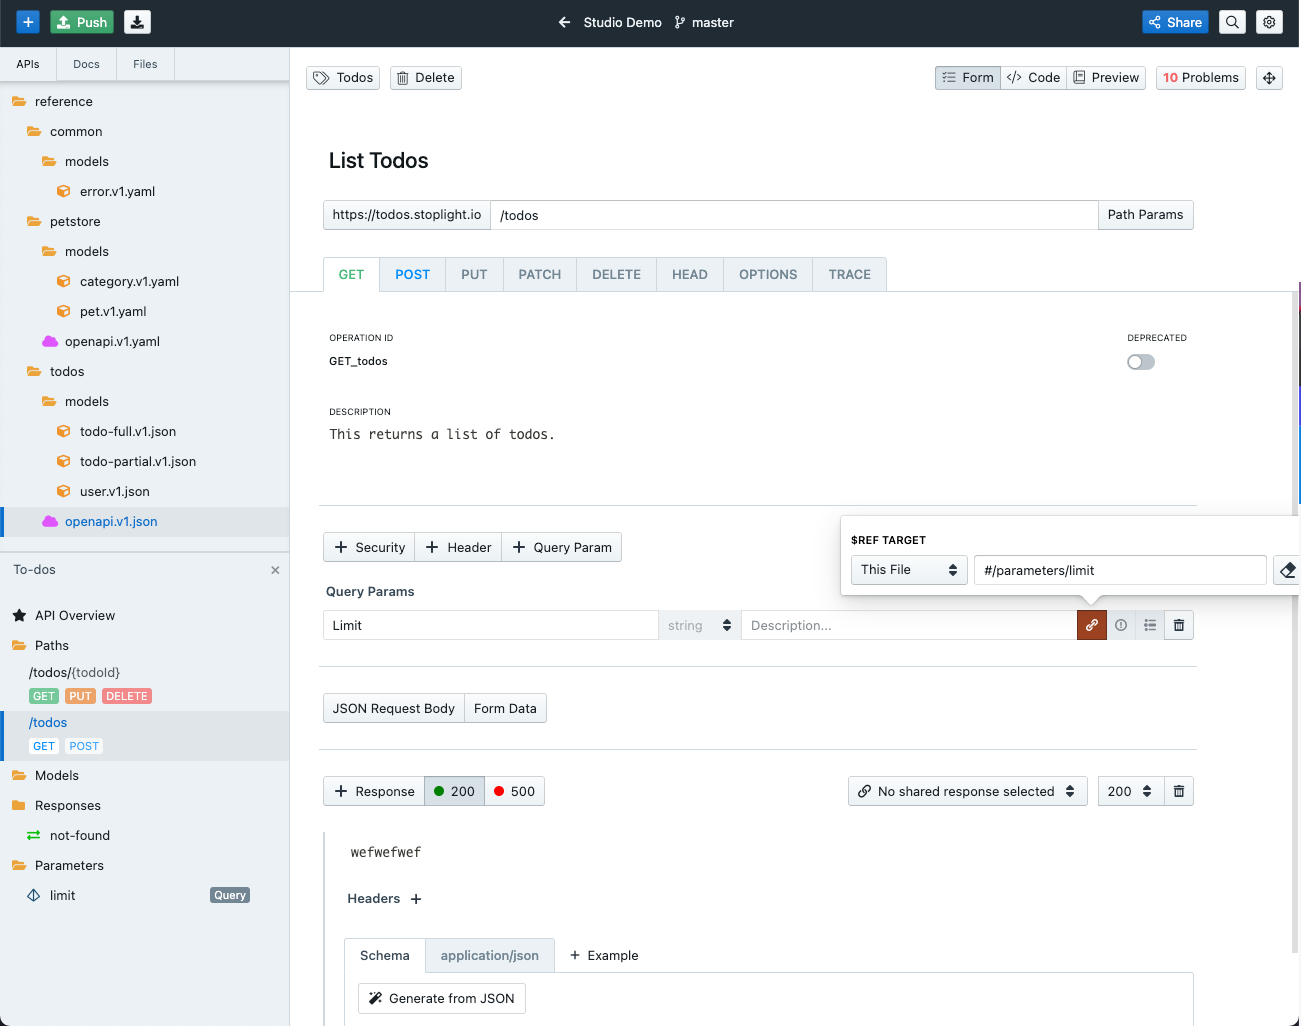 Push
Studio Demo
master
Share
APIs
Docs
Files
Todos
Delete
Form
Code
Preview
10 Problems
reference
common
models
error.v1.yaml
petstore
models
category.v1.yaml
pet.v1.yaml
openapi.v1.yaml
todos
models
todo-full.v1.json
todo-partial.v1.json
user.v1.json
openapi.v1.json
To-dos
API Overview
Paths
/todos/{todoId}
GET PUT DELETE
/todos
GET POST
Models
Responses
not-found
Parameters
limit Query
List Todos
https://todos.stoplight.io /todos Path Params
GET POST PUT PATCH DELETE HEAD OPTIONS TRACE
OPERATION ID
GET_todos
DEPRECATED
DESCRIPTION
This returns a list of todos.
Security
Header
Query Param
$REF TARGET
This File #/parameters/limit
Query Params
Limit string Description...
JSON Request Body Form Data
Response 200 500 No shared response selected 200
wefwefwef
Headers
Schema application/json Example
Generate from JSON